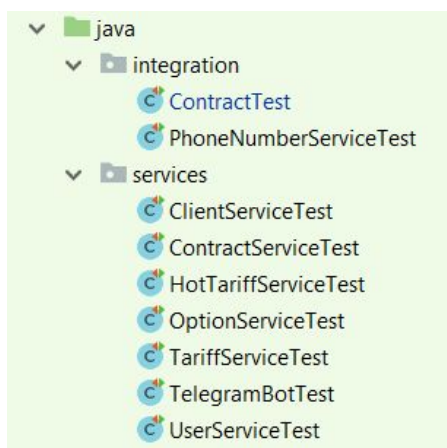 java
integration
ContractTest
PhoneNumberServiceTest
services
ClientServiceTest
ContractServiceTest
HotTariffServiceTest
OptionServiceTest
TariffServiceTest
TelegramBotTest
UserServiceTest